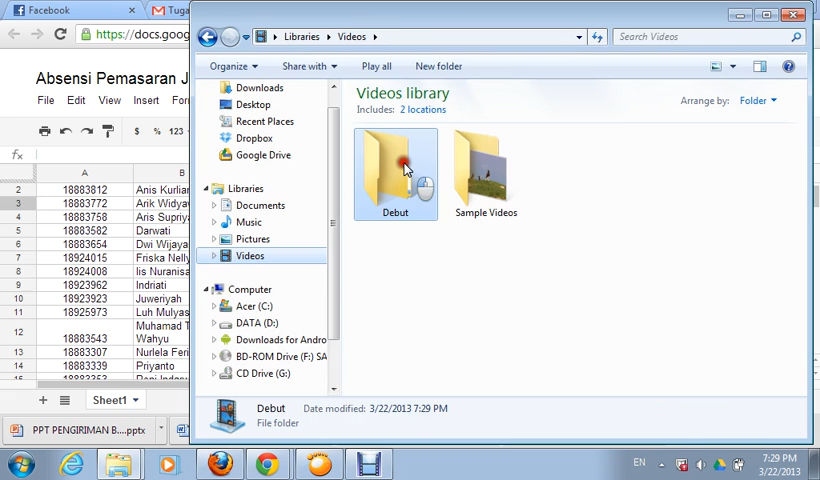 Facebook
Tuga
https://docs.goog
Absensi Pemasaran J
File Edit View Insert For
$ % 123
fx
A
2 18883812 Anis Kurlian
3 18883772 Arik Widya
4 18883758 Aris Supriy
5 18883582 Darwati
6 18883654 Dwi Wijaya
7 18924015 Friska Nelly
8 18924008 Iis Nuranisa
9 18923962 Indriati
10 18923923 Juweriyah
11 18925973 Luh Mulyas
Muhamad T
12 18883543 Wahyu
13 18883307 Nurlela Feri
14 18883339 Priyanto
+ Sheet1
PPT PENGIRIMAN B....pptx
Libraries Videos
Search Videos
Organize Share with Play all New folder
Downloads
Desktop
Recent Places
Dropbox
Google Drive
Libraries
Documents
Music
Pictures
Videos
Computer
Acer (C:)
DATA (D:)
Downloads for Andro
BD-ROM Drive (F:) SA
CD Drive (G:)
Videos library
Includes: 2 locations
Arrange by: Folder
Debut
Sample Videos
Debut Date modified: 3/22/2013 7:29 PM
File folder
EN
7:29 PM
3/22/2013